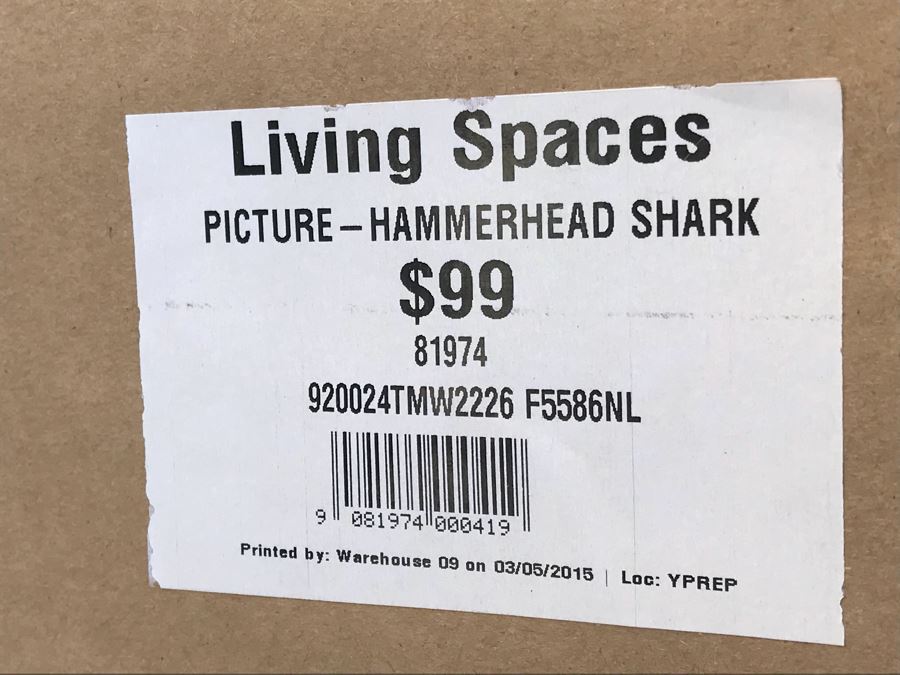 Living Spaces
PICTURE – HAMMERHEAD SHARK
$99
81974
920024TMW2226 F5586NL
9 081974 000419
Printed by: Warehouse 09 on 03/05/2015 | Loc: YPREP